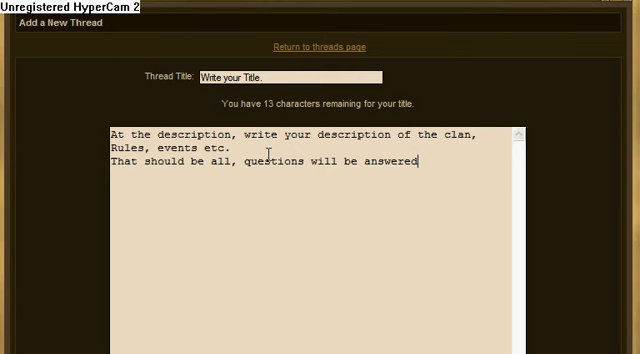 Unregistered HyperCam 2
Add a New Thread
Return to threads page
Thread Title: Write your Title.
You have 13 characters remaining for your title.
At the description, write your description of the clan,
Rules, events etc.
That should be all, questions will be answered